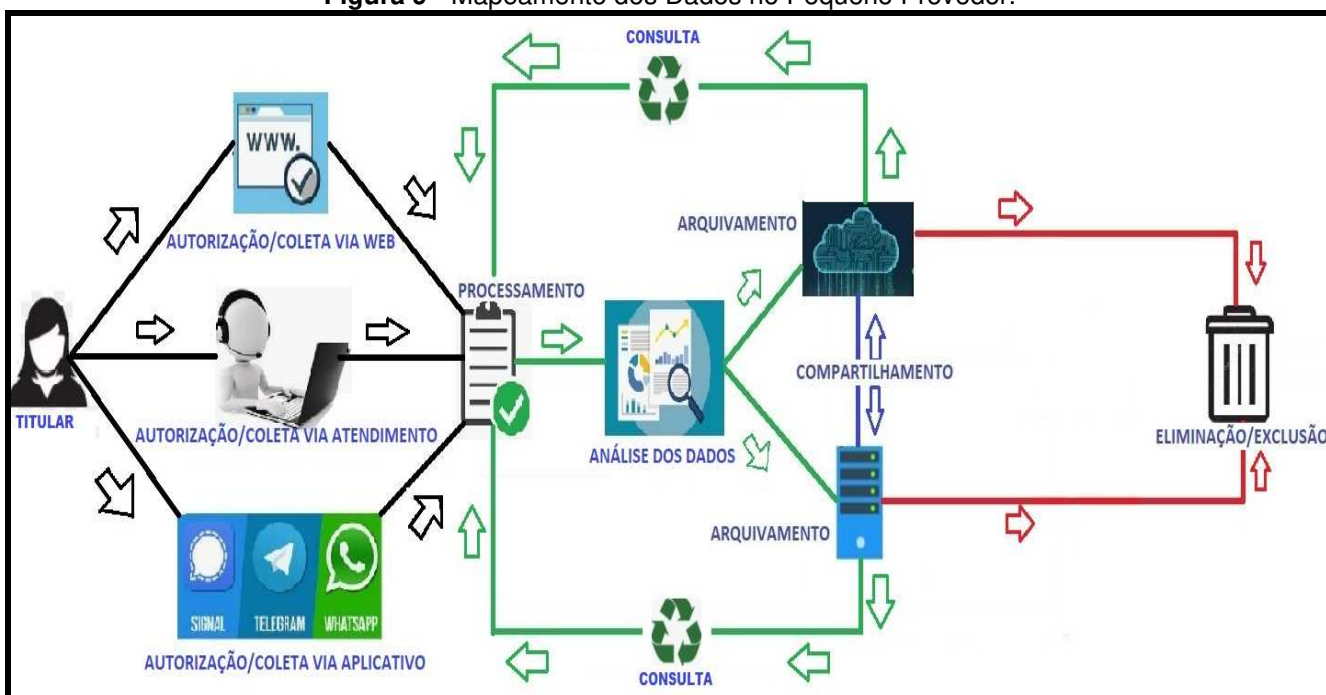 Mapeamento dos Dados no Pequeno Provedor.
CONSULTA
WWW.
AUTORIZAÇÃO/COLETA VIA WEB
ARQUIVAMENTO
PROCESSAMENTO
COMPARTILHAMENTO
TITULAR
AUTORIZAÇÃO/COLETA VIA ATENDIMENTO
ANÁLISE DOS DADOS
ELIMINAÇÃO/EXCLUSÃO
ARQUIVAMENTO
SIGNAL TELEGRAM WHATSAPP
AUTORIZAÇÃO/COLETA VIA APLICATIVO
CONSULTA